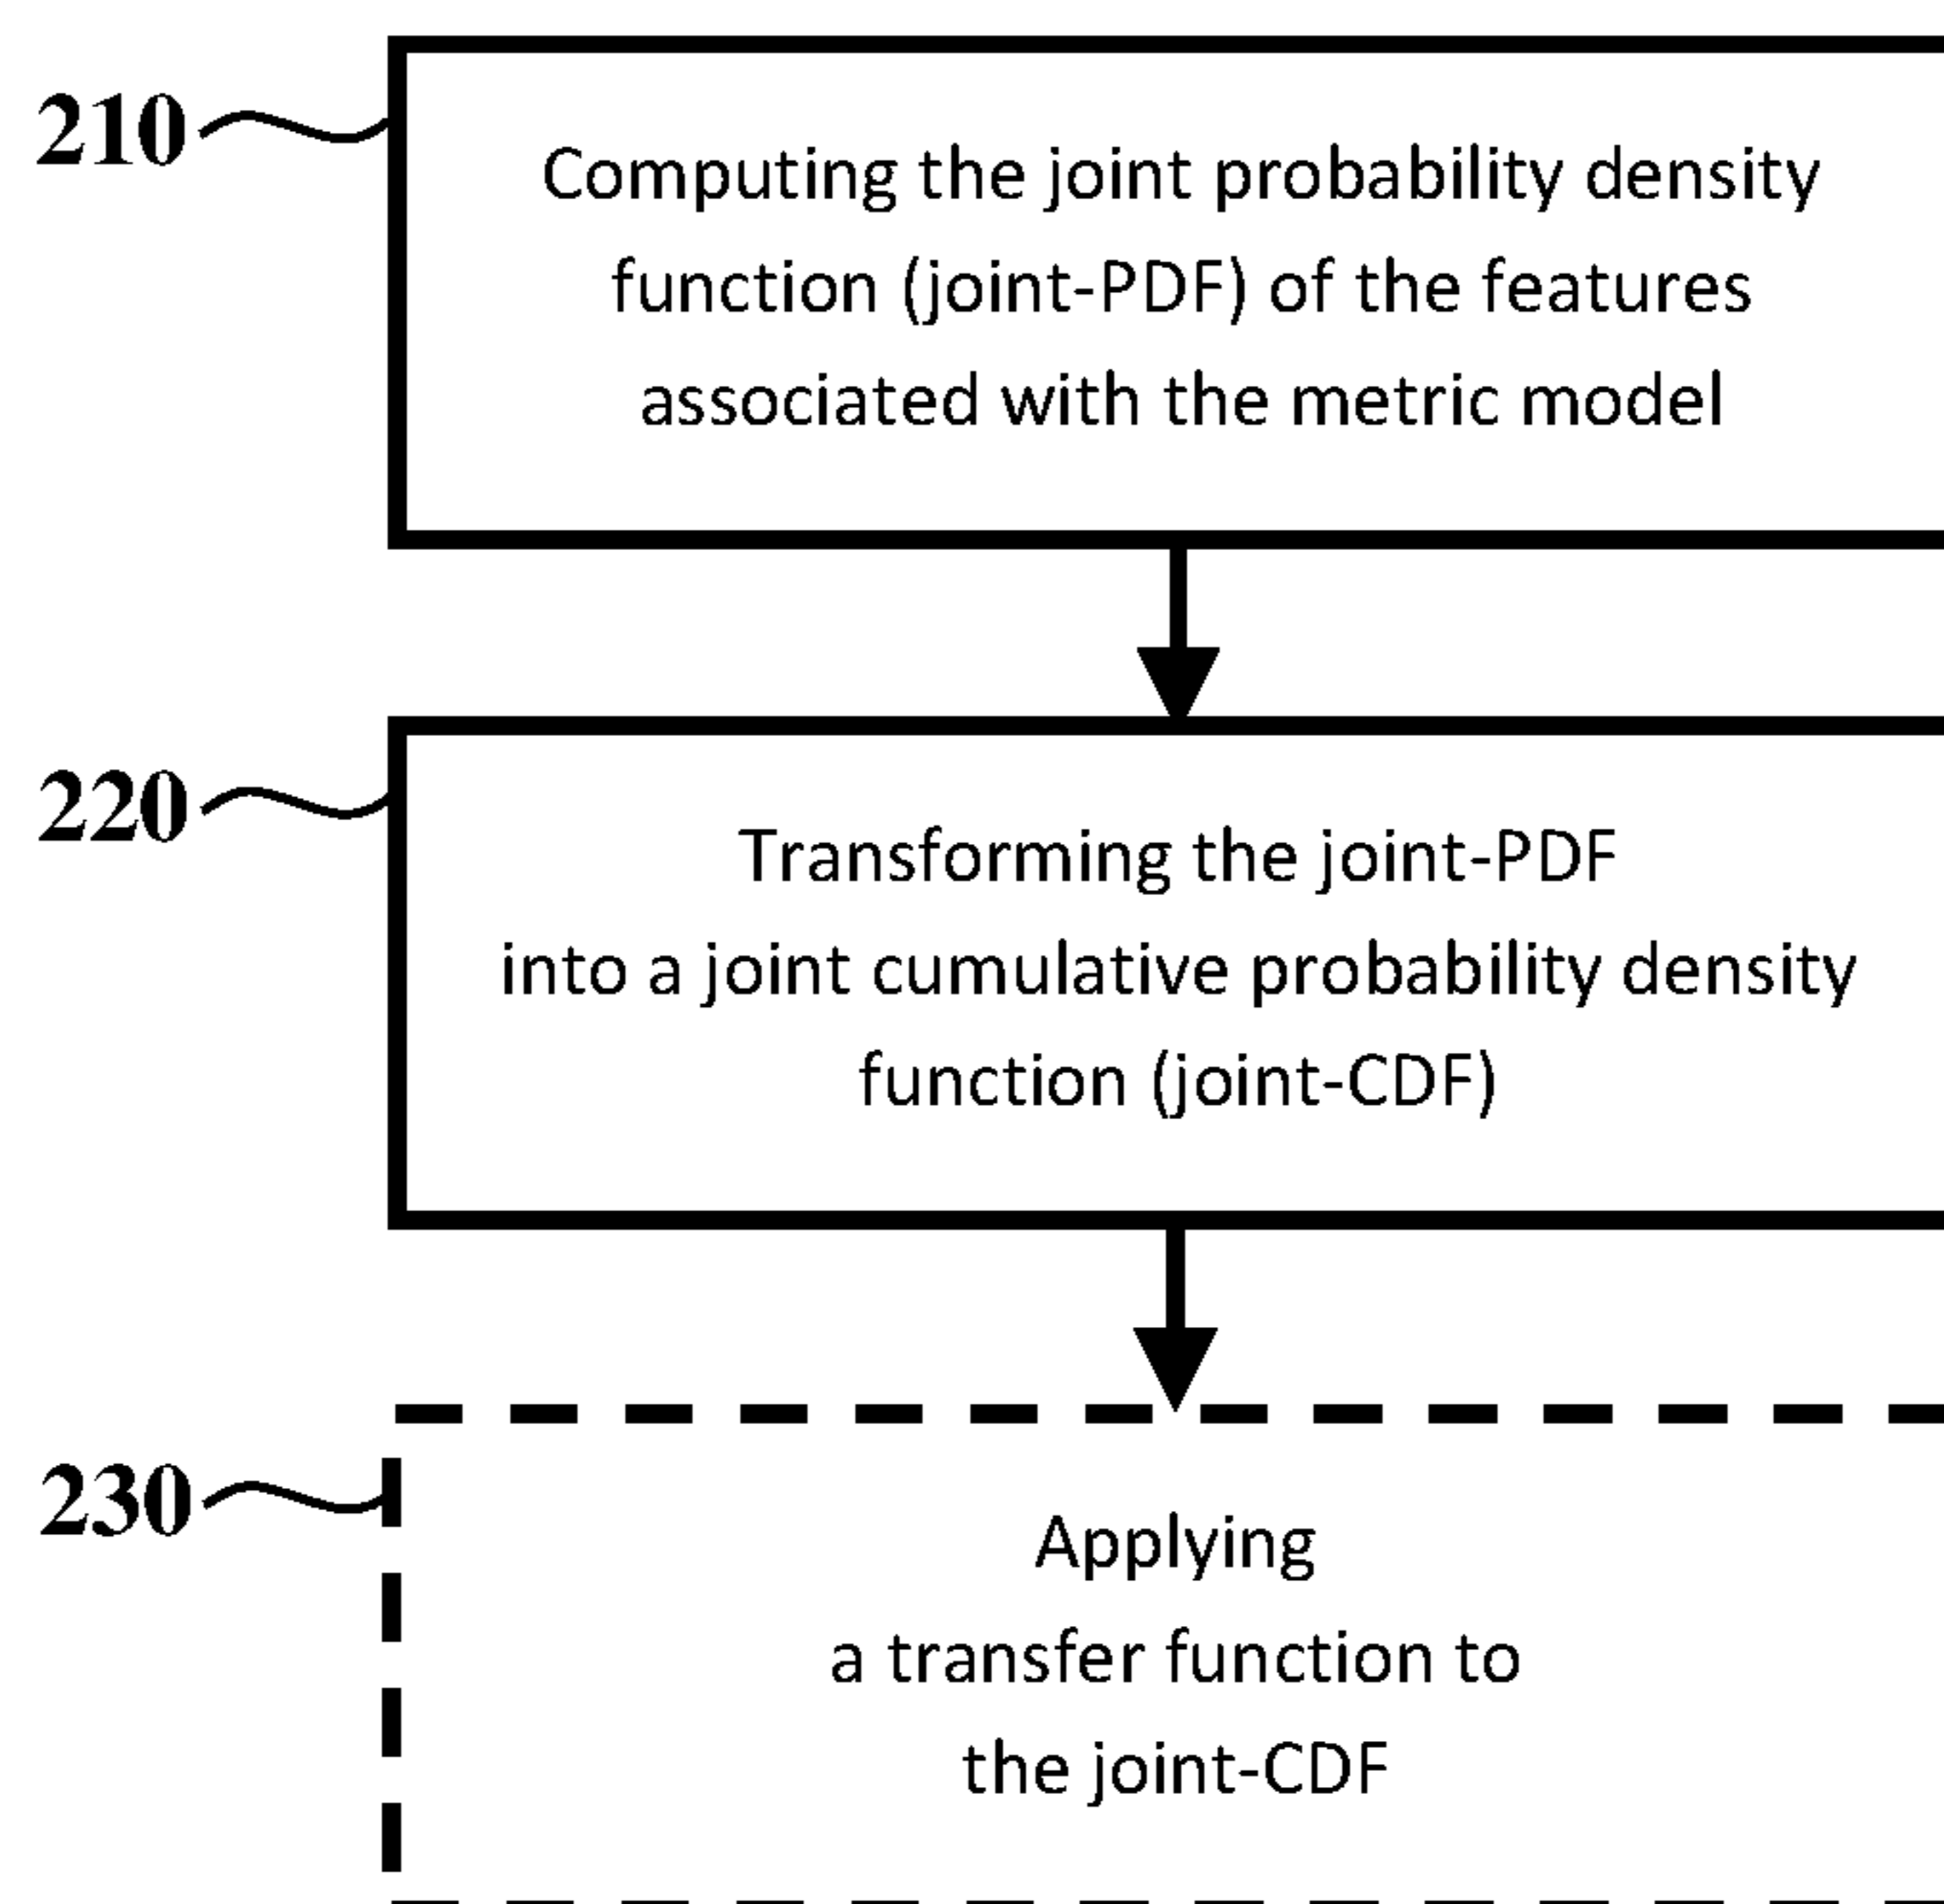 210
Computing the joint probability density
function (joint-PDF) of the features
associated with the metric model
220
Transforming the joint-PDF
into a joint cumulative probability density
function (joint-CDF)
230
Applying
a transfer function to
the joint-CDF